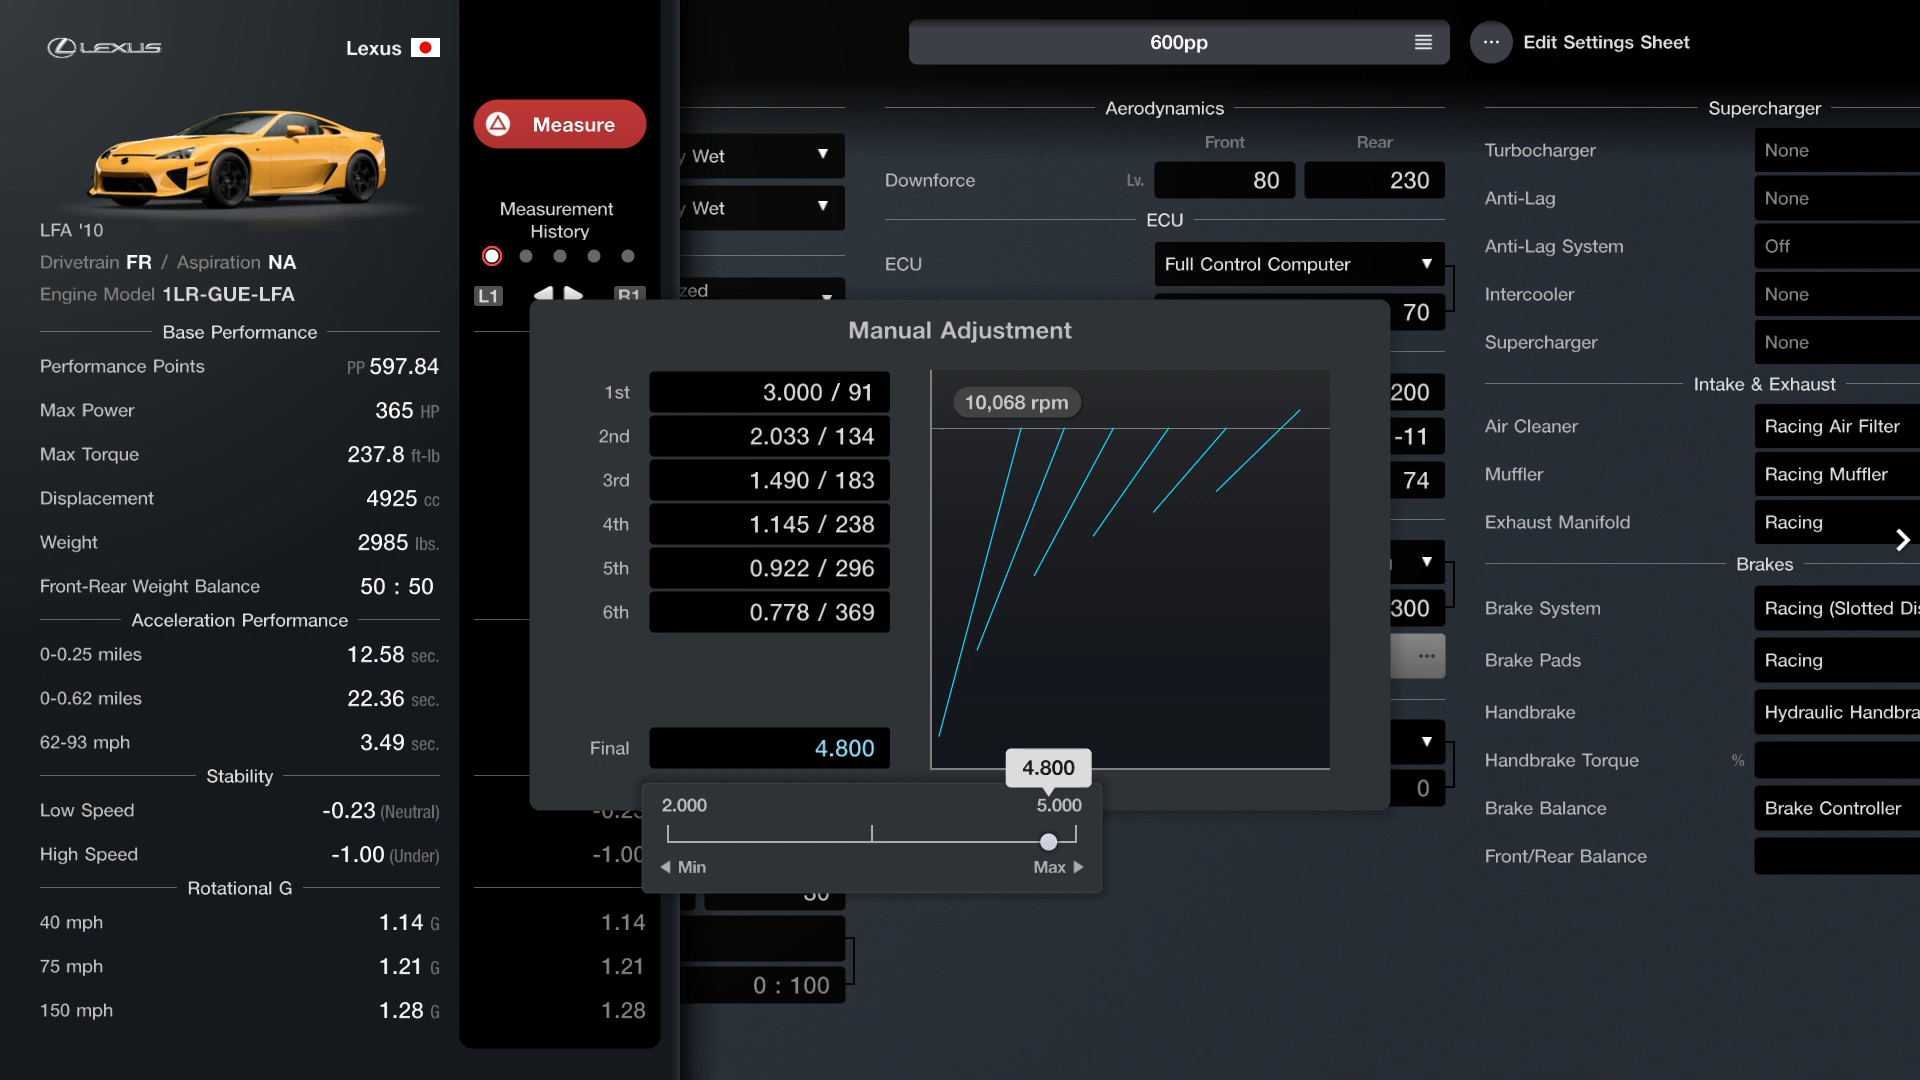 LEXUS
Lexus
LFA '10
Drivetrain FR / Aspiration NA
Engine Model 1LR-GUE-LFA
Base Performance
Performance Points PP 597.84
Max Power 365 HP
Max Torque 237.8 ft-lb
Displacement 4925 cc
Weight 2985 lbs.
Front-Rear Weight Balance 50 : 50
Acceleration Performance
0-0.25 miles 12.58 sec.
0-0.62 miles 22.36 sec.
62-93 mph 3.49 sec.
Stability
Low Speed -0.23 (Neutral)
High Speed -1.00 (Under)
Rotational G
40 mph 1.14 G
75 mph 1.21 G
150 mph 1.28 G
Measure
Measurement
History
L1 R1
-1.00
1.14
1.21
1.28
600pp
Edit Settings Sheet
Wet
Wet
0 : 100
Aerodynamics
Front Rear
Downforce Lv. 80 230
ECU
ECU Full Control Computer
70
200
-11
74
300
0
Manual Adjustment
1st 3.000 / 91
2nd 2.033 / 134
3rd 1.490 / 183
4th 1.145 / 238
5th 0.922 / 296
6th 0.778 / 369
Final 4.800
10,068 rpm
4.800
2.000 5.000
Min Max
Supercharger
Turbocharger None
Anti-Lag None
Anti-Lag System Off
Intercooler None
Supercharger None
Intake & Exhaust
Air Cleaner Racing Air Filter
Muffler Racing Muffler
Exhaust Manifold Racing
Brakes
Brake System Racing (Slotted
Brake Pads Racing
Handbrake Hydraulic
Handbrake Torque %
Brake Balance Brake Controller
Front/Rear Balance